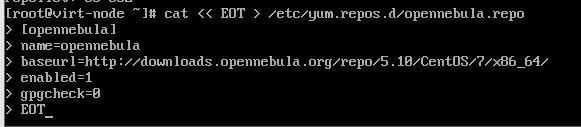 [root@virt-node ~]# cat << EOT > /etc/yum.repos.d/opennebula.repo
> [opennebula]
> name=opennebula
> baseurl=http://downloads.opennebula.org/repo/5.10/CentOS/7/x86_64/
> enabled=1
> gpgcheck=0
> EOT_